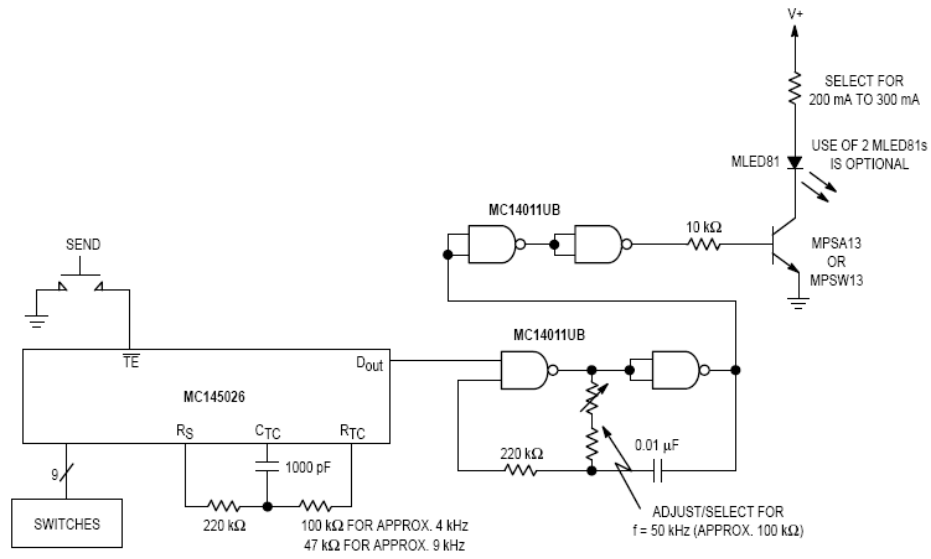 V+
SELECT FOR
200 mA TO 300 mA
USE OF 2 MLED81s
IS OPTIONAL
MLED81
MC14011UB
10 kΩ
MPSA13
OR
MPSW13
SEND
MC14011UB
TE
Dout
MC145026
RS
CTC
RTC
1000 pF
220 kΩ
0.01 μF
9
SWITCHES
220 kΩ
100 kΩ FOR APPROX. 4 kHz
47 kΩ FOR APPROX. 9 kHz
ADJUST/SELECT FOR
f = 50 kHz (APPROX. 100 kΩ)